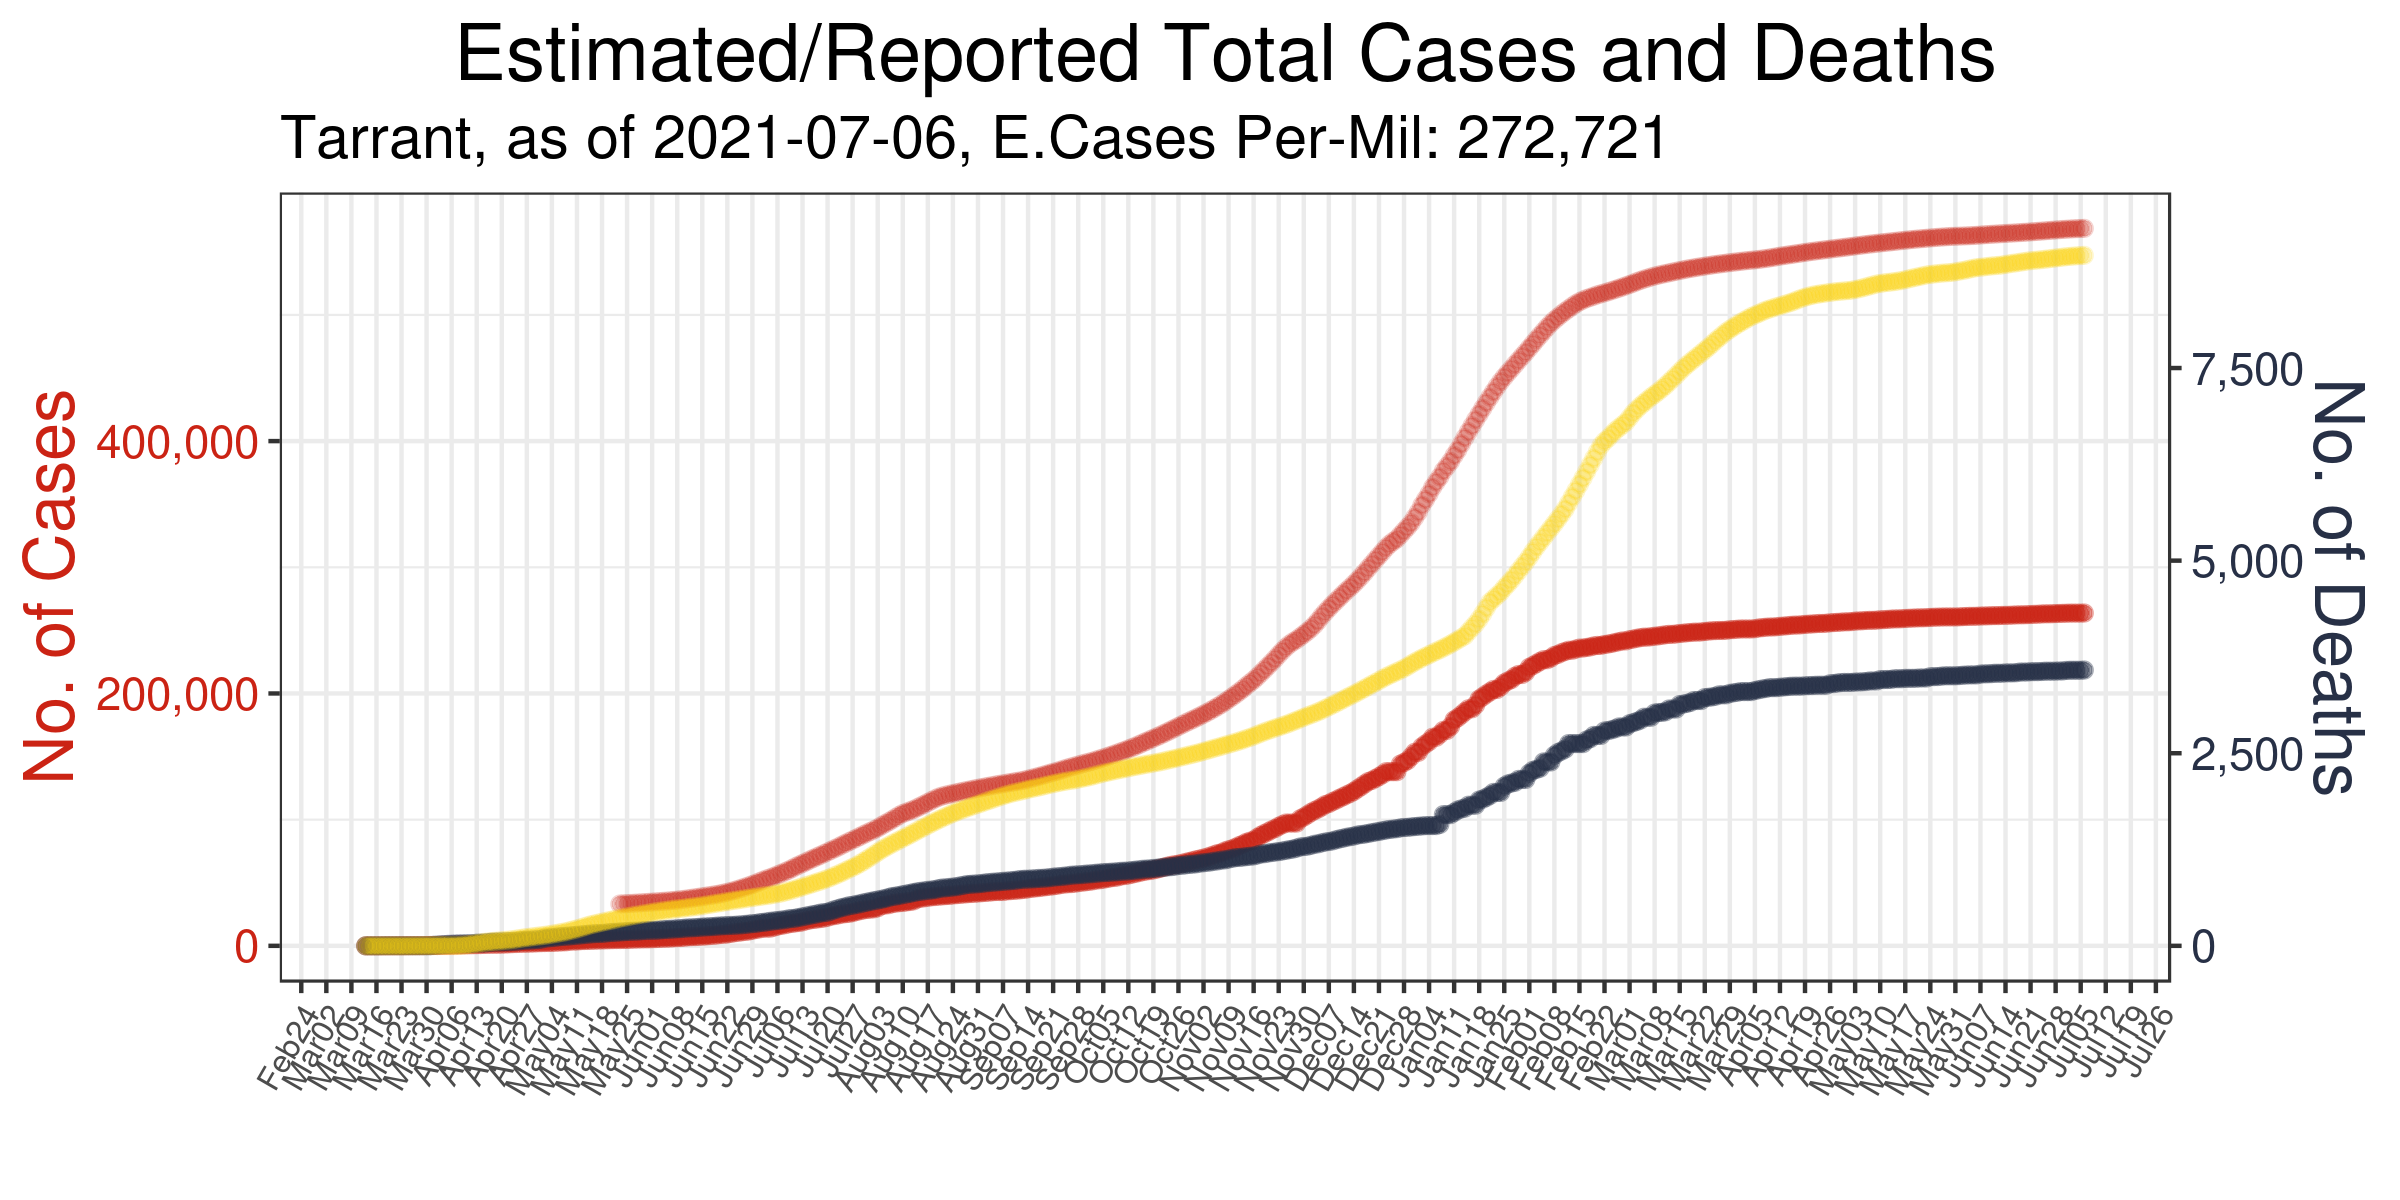 Estimated/Reported Total Cases and Deaths
Tarrant, as of 2021-07-06, E.Cases Per-Mil: 272,721
No. of Cases
400,000
200,000
0
7,500
5,000
2,500
0
No. of Deaths
Feb24
Mar02
Mar09
Mar16
Mar23
Mar30
Apr06
Apr13
Apr20
Apr27
May04
May11
May18
May25
Jun01
Jun08
Jun15
Jun22
Jun29
Jul06
Jul13
Jul20
Jul27
Aug03
Aug10
Aug17
Aug24
Aug31
Sep07
Sep14
Sep21
Sep28
Oct05
Oct12
Oct19
Oct26
Nov02
Nov09
Nov16
Nov23
Nov30
Dec07
Dec14
Dec21
Dec28
Jan04
Jan11
Jan18
Jan25
Feb01
Feb08
Feb15
Feb22
Mar01
Mar08
Mar15
Mar22
Mar29
Apr05
Apr12
Apr19
Apr26
May03
May10
May17
May24
May31
Jun07
Jun14
Jun21
Jun28
Jul05
Jul12
Jul19
Jul26